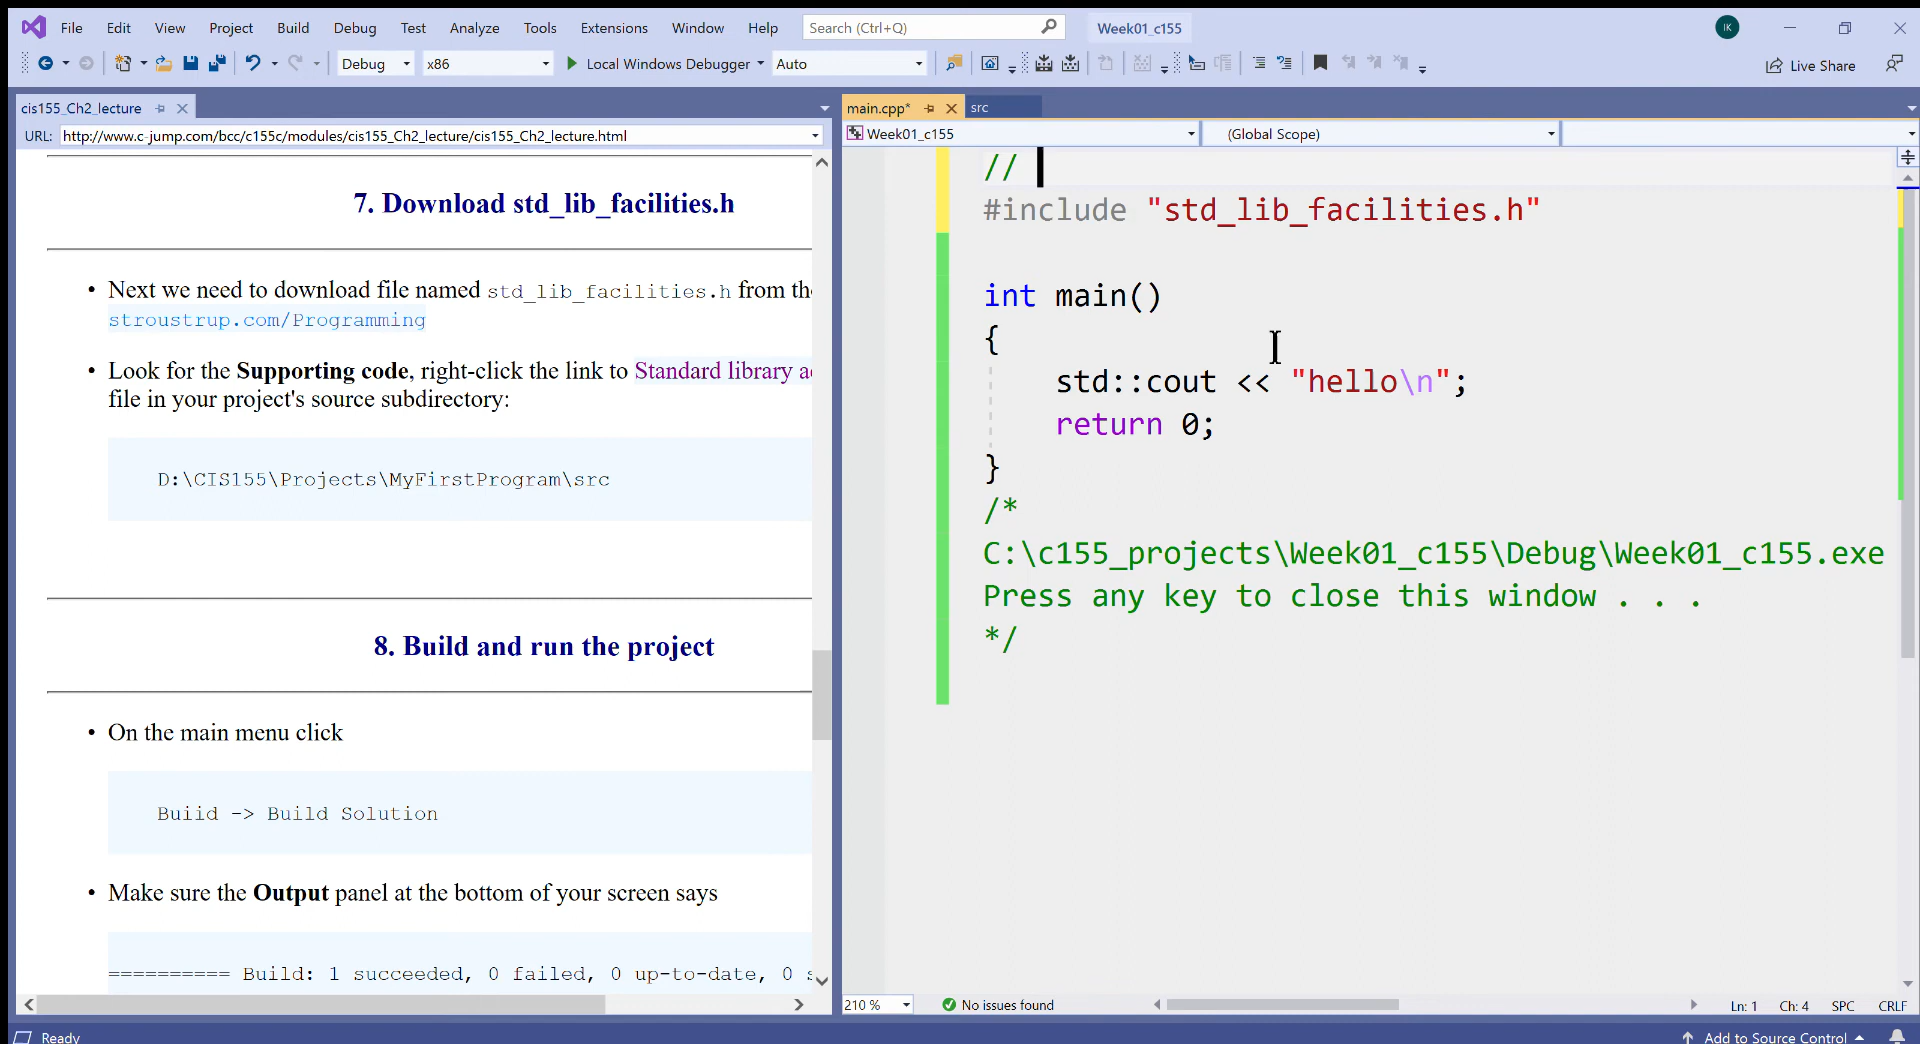 File Edit View Project Build Debug Test Analyze Tools Extensions Window Help Search (Ctrl+Q) Week01_c155 IK
Debug x86 Local Windows Debugger Auto Live Share
cis155_Ch2_lecture
URL: http://www.c-jump.com/bcc/c155c/modules/cis155_Ch2_lecture/cis155_Ch2_lecture.html
7. Download std_lib_facilities.h
Next we need to download file named std_lib_facilities.h from the
stroustrup.com/Programming
Look for the Supporting code, right-click the link to Standard library ac
file in your project's source subdirectory:
D:\CIS155\Projects\MyFirstProgram\src
8. Build and run the project
On the main menu click
Buiid -> Build Solution
Make sure the Output panel at the bottom of your screen says
========== Build: 1 succeeded, 0 failed, 0 up-to-date, 0 s
main.cpp* src
Week01_c155 (Global Scope)
//
#include "std_lib_facilities.h"
int main()
{
std::cout << "hello\n";
return 0;
}
/*
C:\c155_projects\Week01_c155\Debug\Week01_c155.exe
Press any key to close this window . . .
*/
210 % No issues found Ln: 1 Ch: 4 SPC CRLF
Ready Add to Source Control